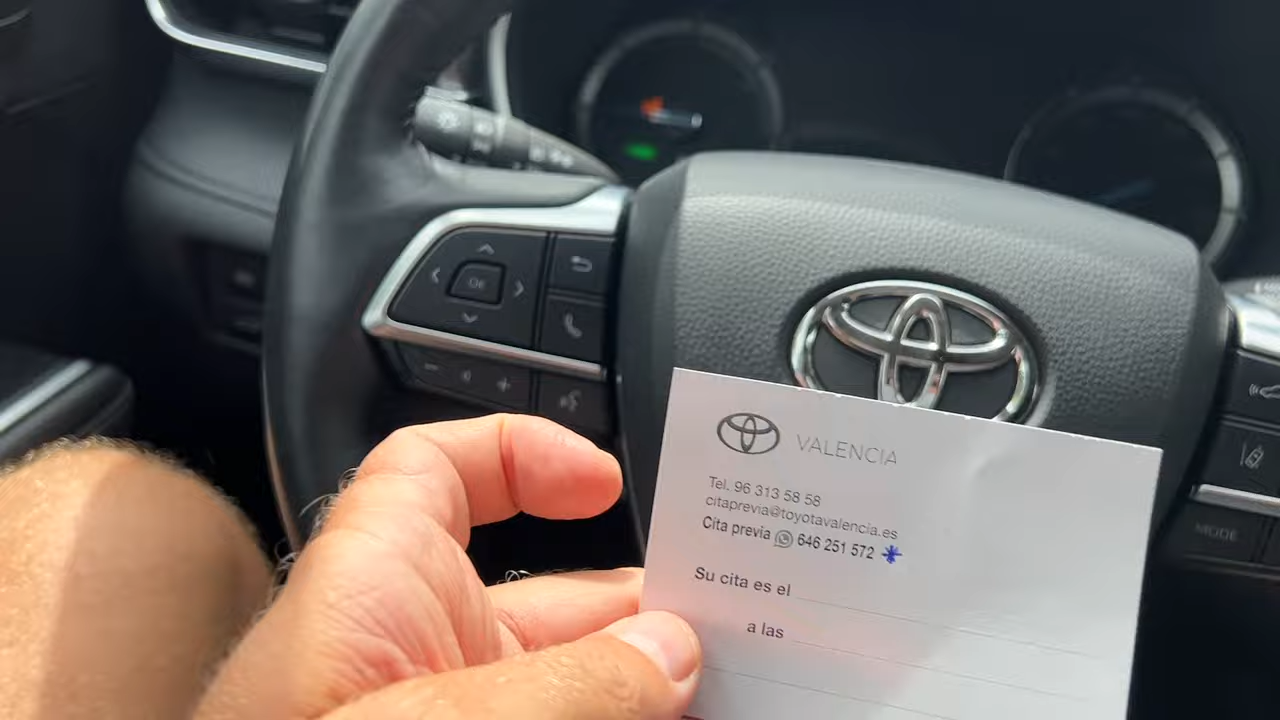 OK
MODE
VALENCIA
Tel. 96 313 58 58
citaprevia@toyotavalencia.es
Cita previa 646 251 572
Su cita es el
a las